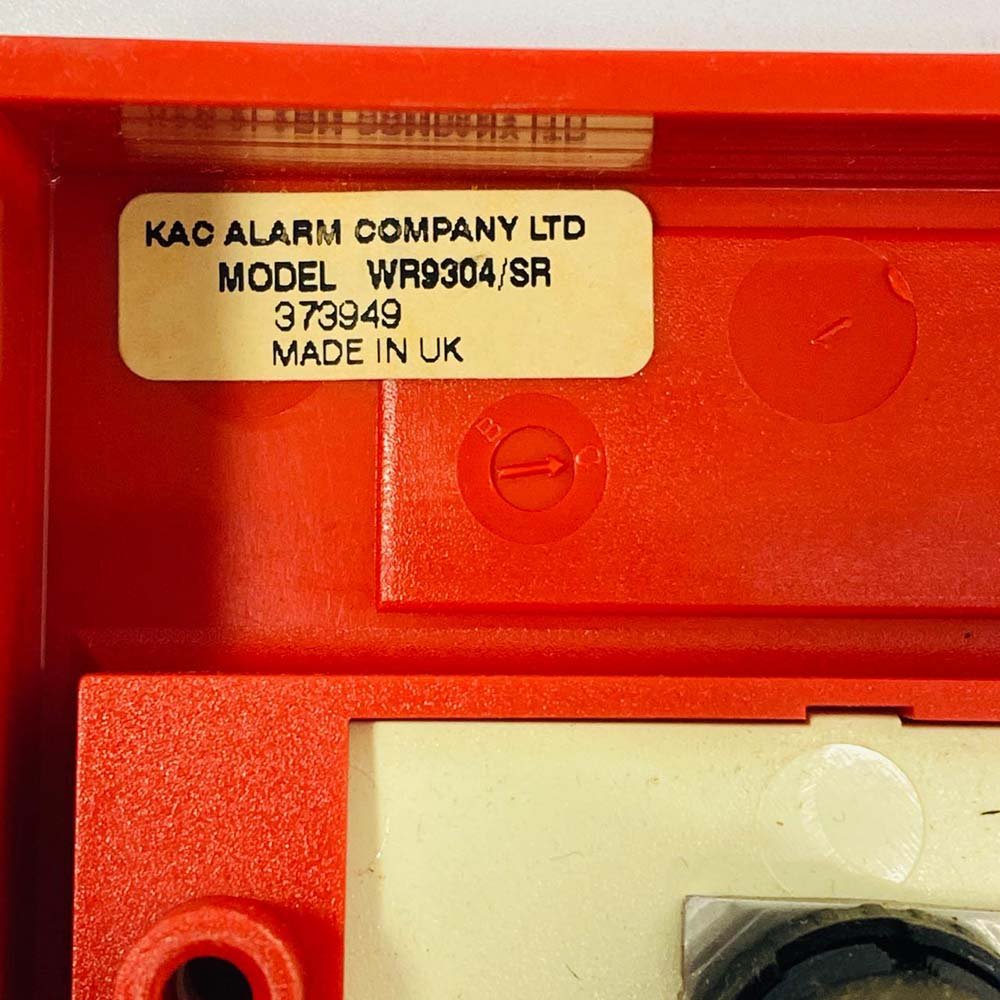 KAC ALARM COMPANY LTD
MODEL WR9304/SR
373949
MADE IN UK
B